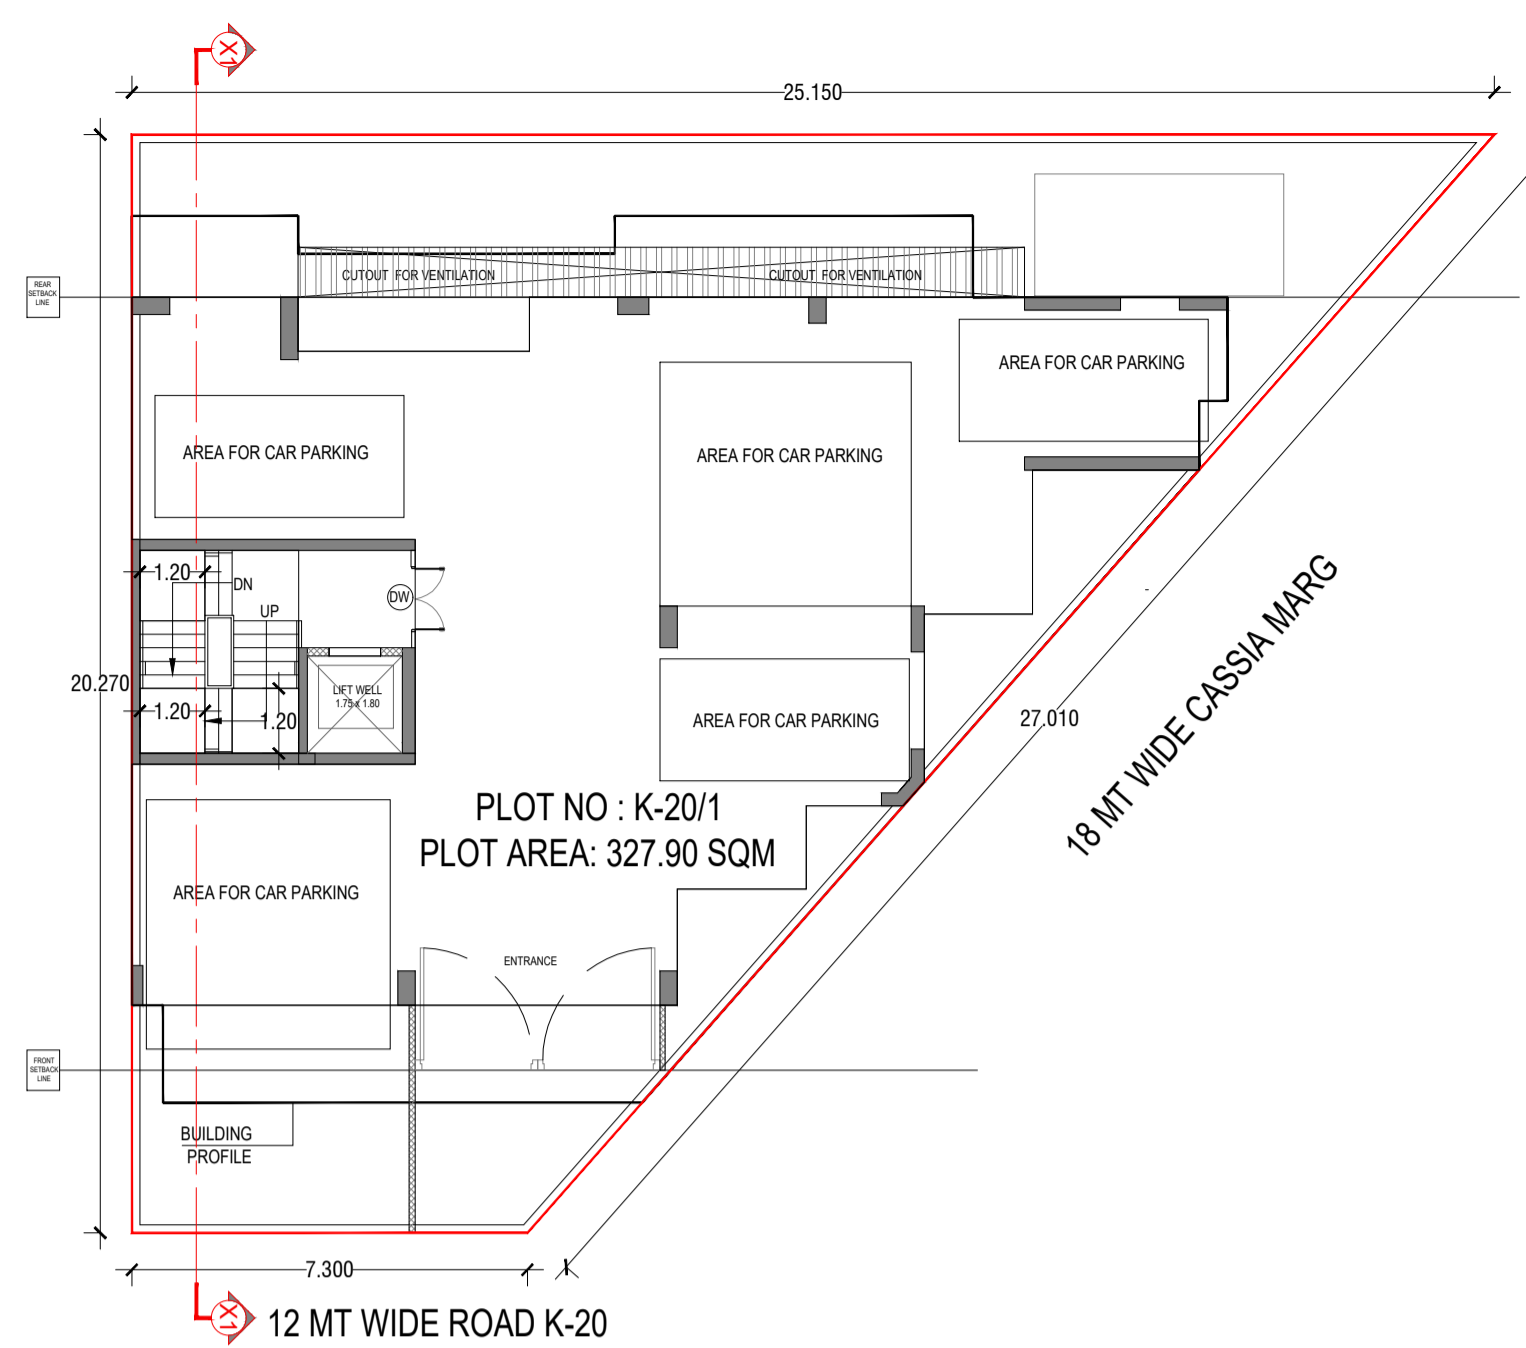 X1
25.150
CUTOUT FOR VENTILATION
CUTOUT FOR VENTILATION
REAR
SETBACK
LINE
AREA FOR CAR PARKING
AREA FOR CAR PARKING
AREA FOR CAR PARKING
1.20
DN
DW
UP
20.270
LIFT WELL
1.75 x 1.80
1.20
1.20
AREA FOR CAR PARKING
27.010
18 MT WIDE CASSIA MARG
PLOT NO : K-20/1
PLOT AREA: 327.90 SQM
AREA FOR CAR PARKING
ENTRANCE
FRONT
SETBACK
LINE
BUILDING
PROFILE
7.300
X1
12 MT WIDE ROAD K-20